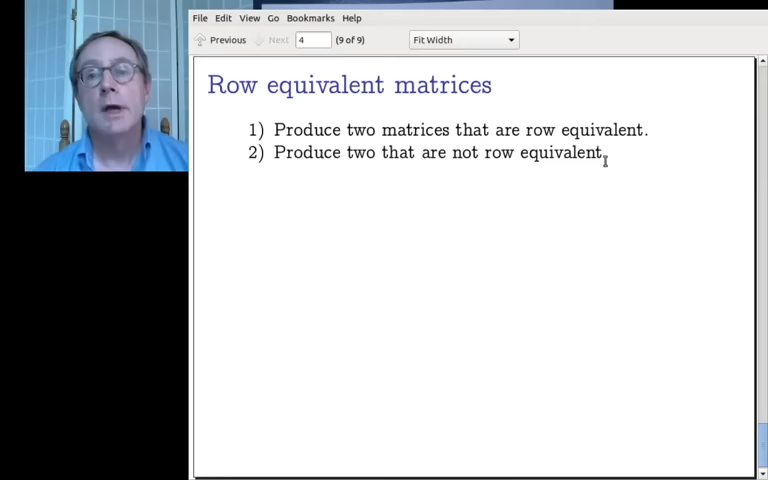 File Edit View Go Bookmarks Help
Previous Next 4 (9 of 9) Fit Width
Row equivalent matrices
1) Produce two matrices that are row equivalent.
2) Produce two that are not row equivalent.